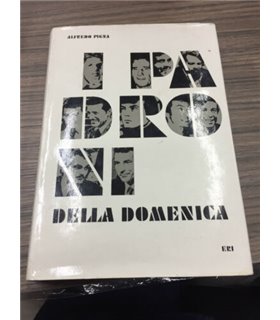 ALFREDO PIGNA
I PA
DRO
NI
DELLA DOMENICA
ERI